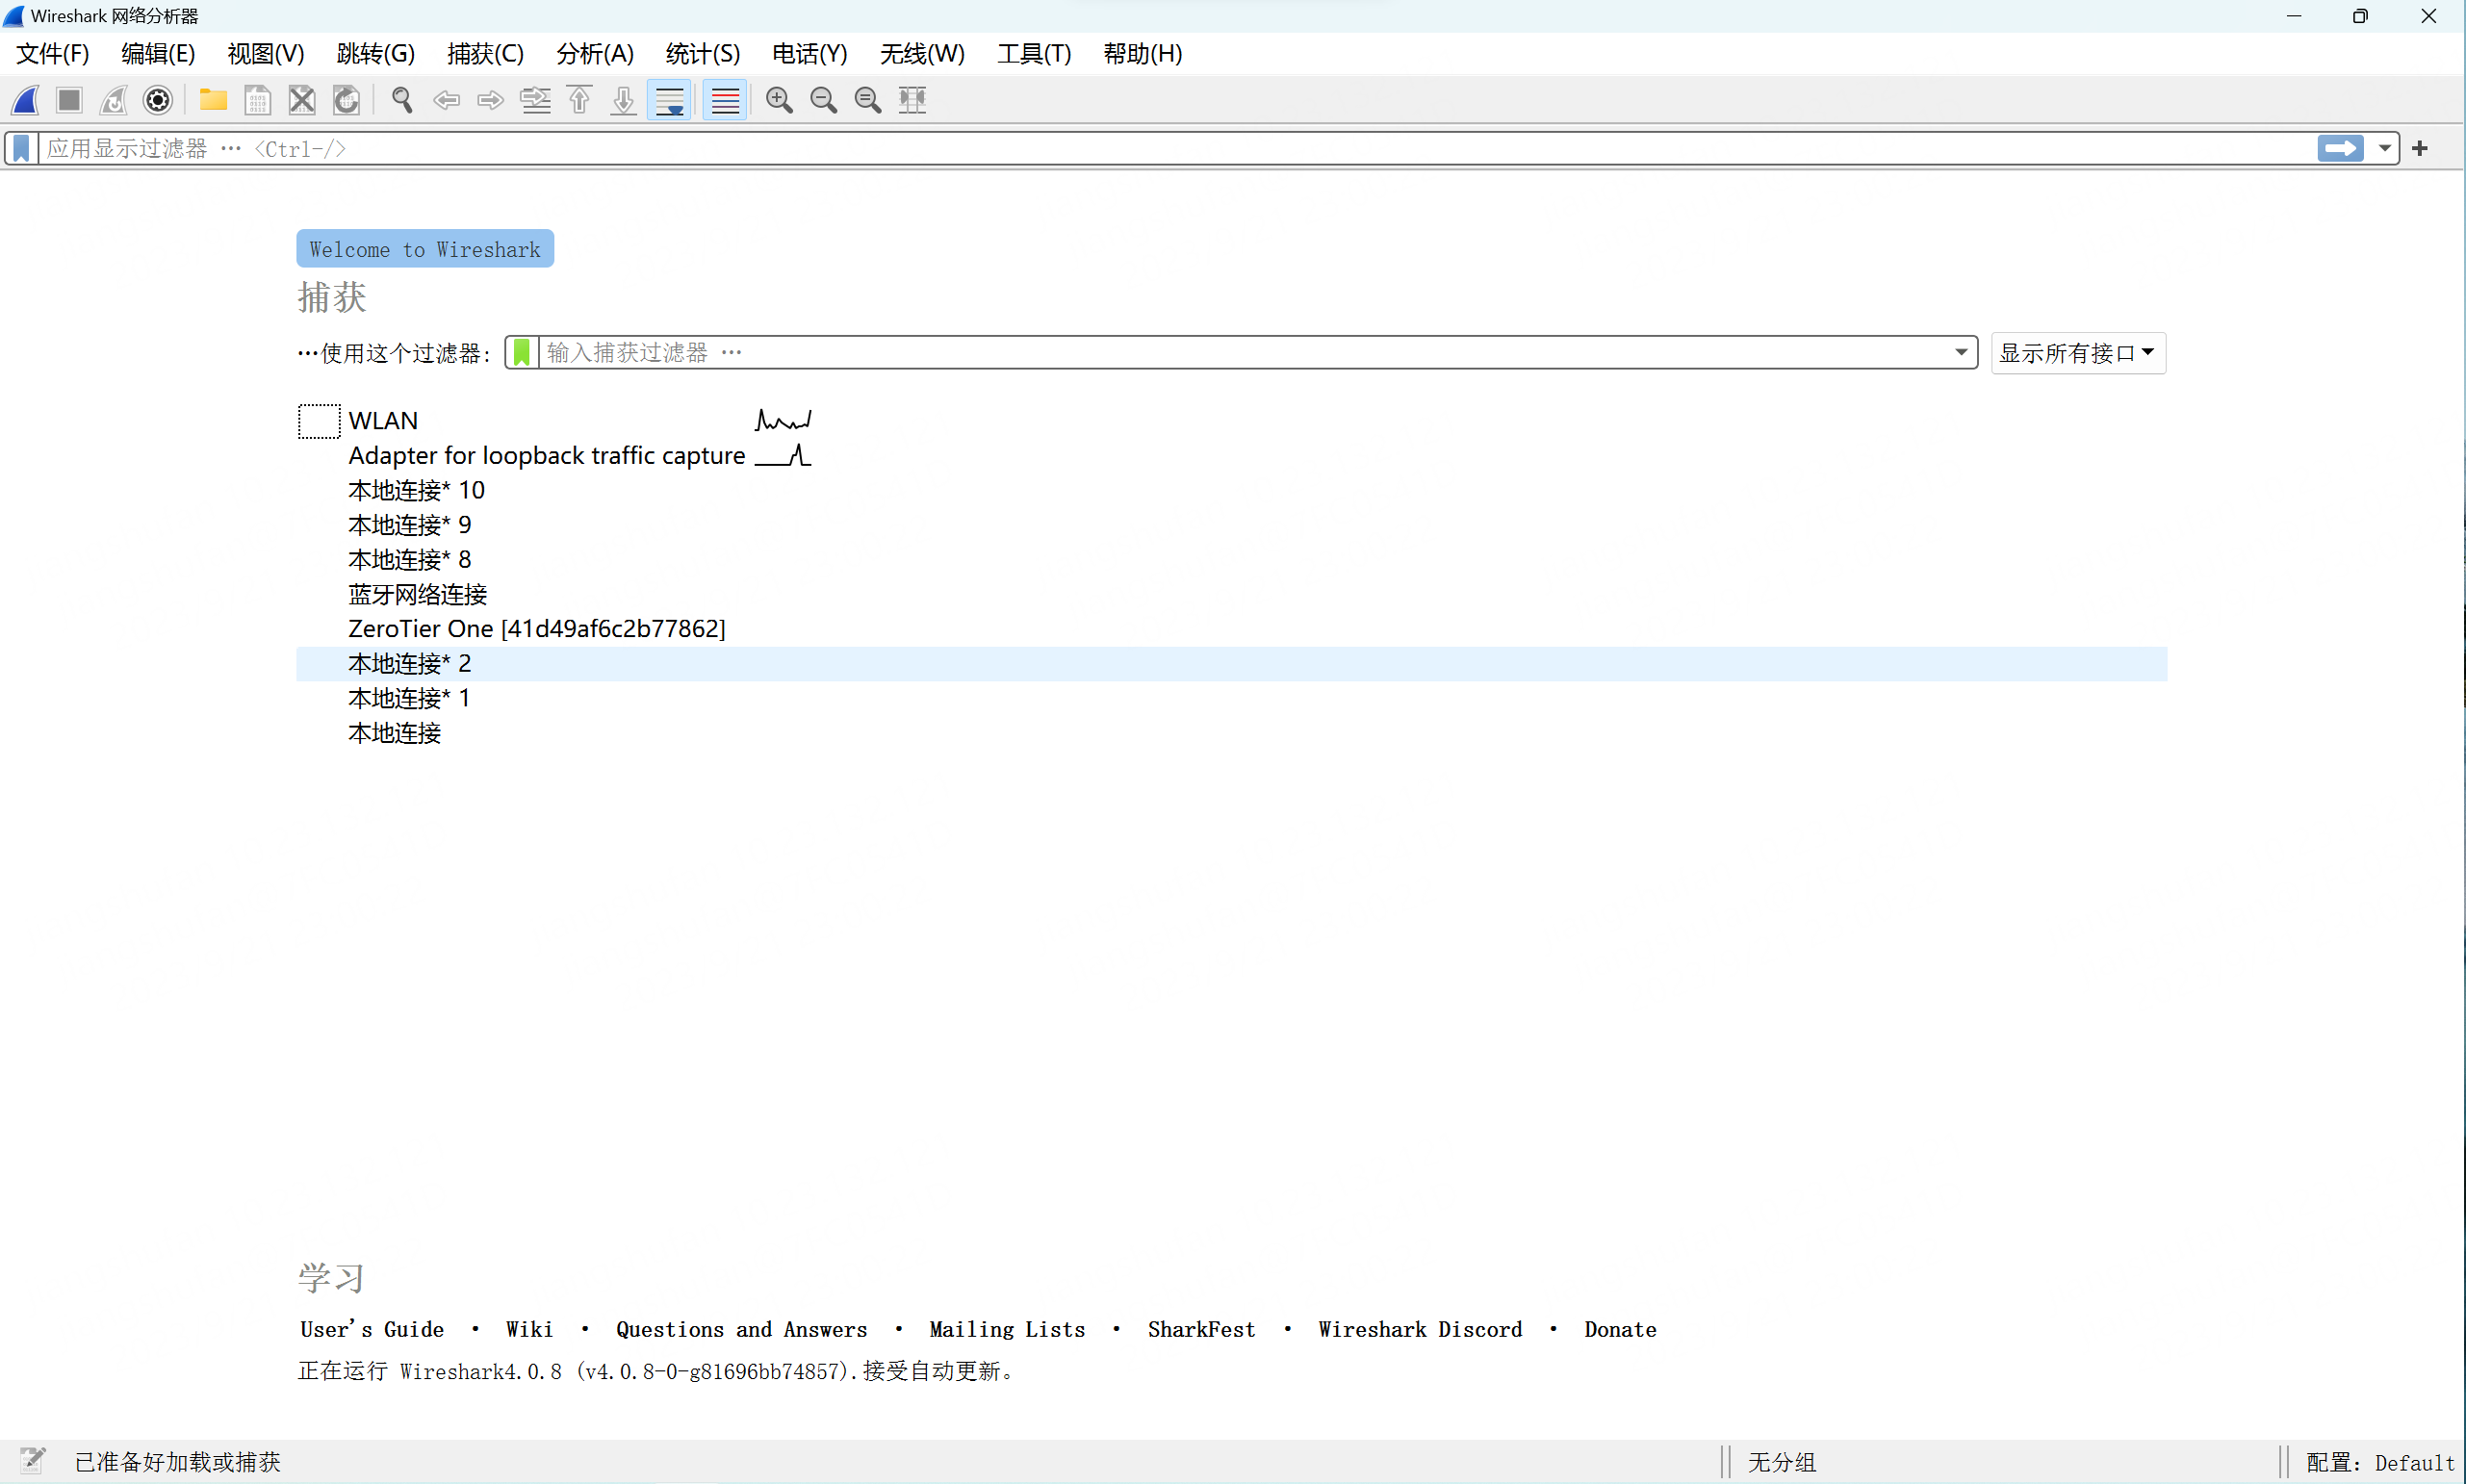 Wireshark 网络分析器
文件(F) 编辑(E) 视图(V) 跳转(G) 捕获(C) 分析(A) 统计(S) 电话(Y) 无线(W) 工具(T) 帮助(H)
应用显示过滤器 … <Ctrl-/>
Welcome to Wireshark
捕获
…使用这个过滤器: 输入捕获过滤器 … 显示所有接口
WLAN
Adapter for loopback traffic capture
本地连接* 10
本地连接* 9
本地连接* 8
蓝牙网络连接
ZeroTier One [41d49af6c2b77862]
本地连接* 2
本地连接* 1
本地连接
学习
User's Guide · Wiki · Questions and Answers · Mailing Lists · SharkFest · Wireshark Discord · Donate
正在运行 Wireshark4.0.8 (v4.0.8-0-g81696bb74857).接受自动更新。
已准备好加载或捕获 无分组 配置: Default